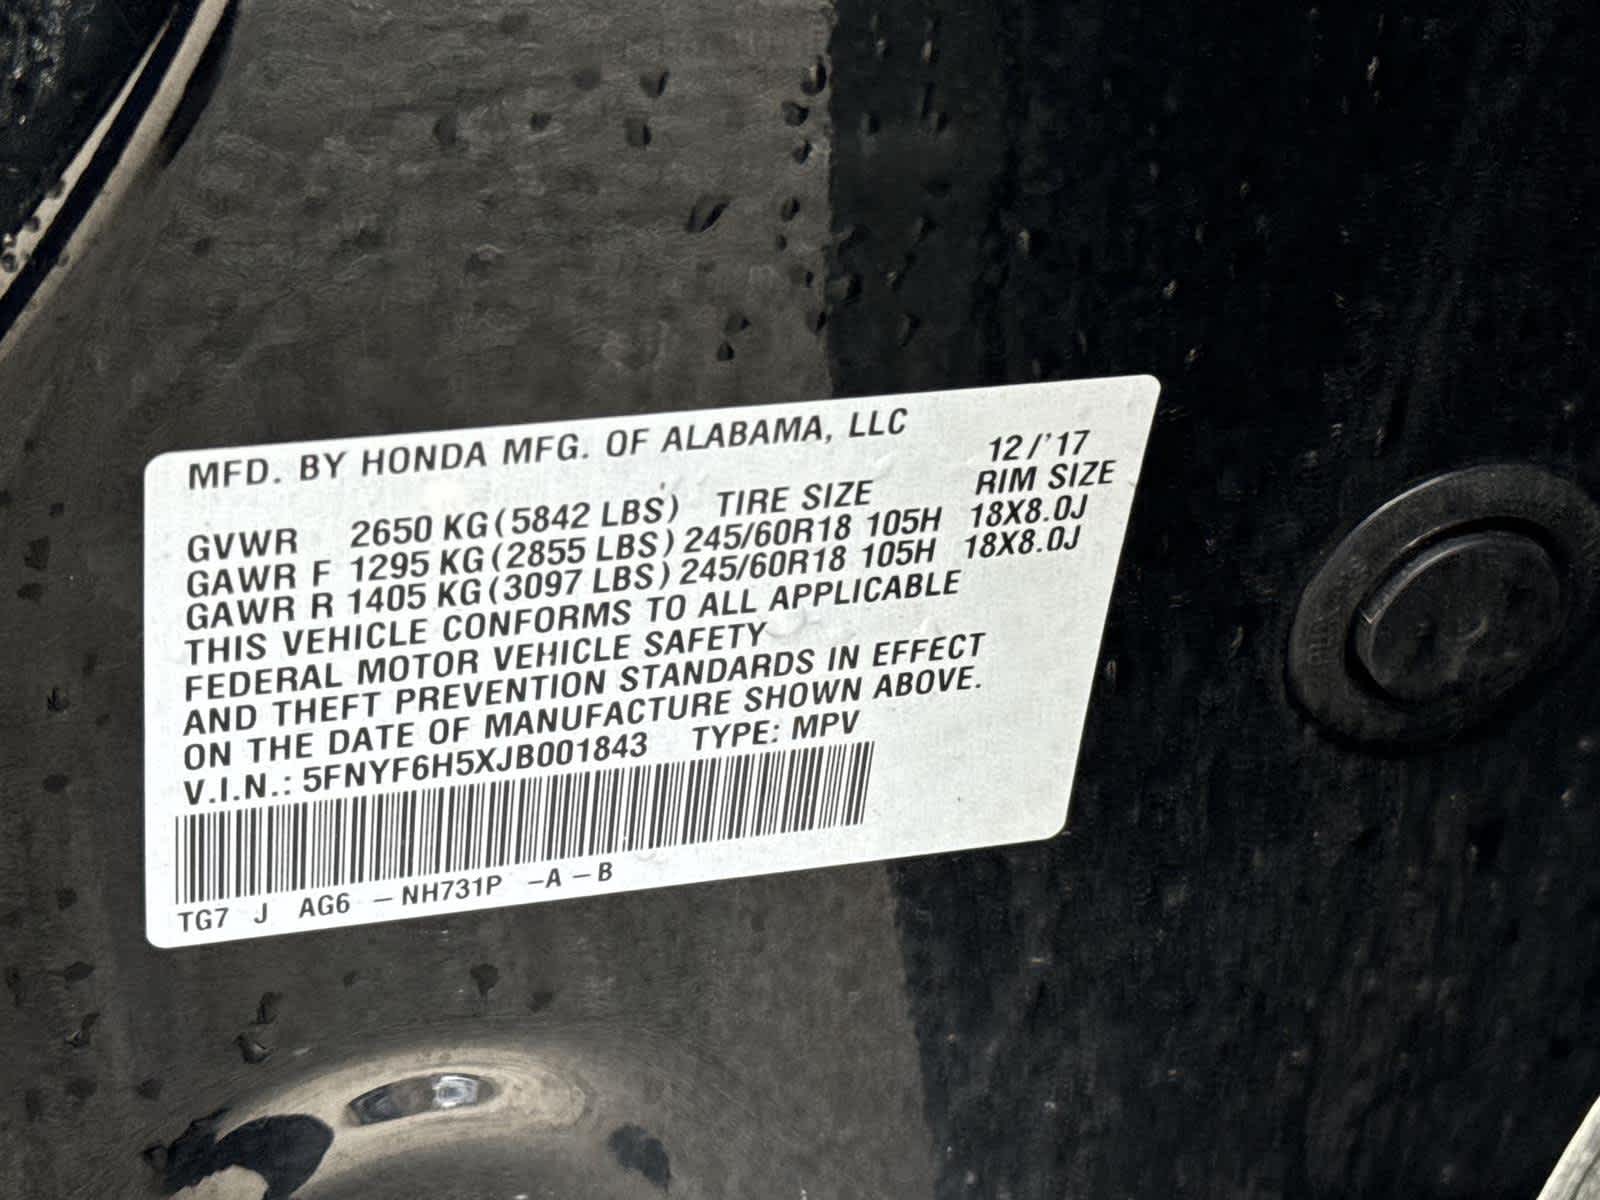 MFD. BY HONDA MFG. OF ALABAMA, LLC 12/'17
GVWR 2650 KG (5842 LBS) TIRE SIZE RIM SIZE
GAWR F 1295 KG (2855 LBS) 245/60R18 105H 18X8.0J
GAWR R 1405 KG (3097 LBS) 245/60R18 105H 18X8.0J
THIS VEHICLE CONFORMS TO ALL APPLICABLE
FEDERAL MOTOR VEHICLE SAFETY
AND THEFT PREVENTION STANDARDS IN EFFECT
ON THE DATE OF MANUFACTURE SHOWN ABOVE.
V.I.N.: 5FNYF6H5XJB001843 TYPE: MPV
TG7 J AG6 – NH731P – A – B